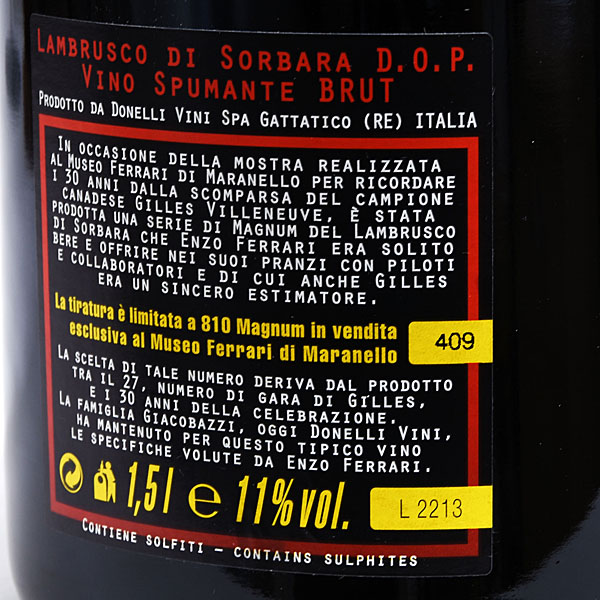 LAMBRUSCO DI SORBARA D.O.P.
VINO SPUMANTE BRUT
PRODOTTO DA DONELLI VINI SPA GATTATICO (RE) ITALIA
IN OCCASIONE DELLA MOSTRA REALIZZATA
AL MUSEO FERRARI DI MARANELLO PER RICORDARE
I 30 ANNI DALLA SCOMPARSA DEL CAMPIONE
CANADESE GILLES VILLENEUVE, È STATA
PRODOTTA UNA SERIE DI MAGNUM DEL LAMBRUSCO
DI SORBARA CHE ENZO FERRARI ERA SOLITO
BERE E OFFRIRE NEI SUOI PRANZI CON PILOTI
E COLLABORATORI E DI CUI ANCHE GILLES
ERA UN SINCERO ESTIMATORE.
La tiratura è limitata a 810 Magnum in vendita
esclusiva al Museo Ferrari di Maranello
409
LA SCELTA DI TALE NUMERO DERIVA DAL PRODOTTO
TRA IL 27, NUMERO DI GARA DI GILLES,
E I 30 ANNI DELLA CELEBRAZIONE.
LA FAMIGLIA GIACOBAZZI, OGGI DONELLI VINI,
HA MANTENUTO PER QUESTO TIPICO VINO
LE SPECIFICHE VOLUTE DA ENZO FERRARI.
1,5 l e 11% vol.
L 2213
CONTIENE SOLFITI – CONTAINS SULPHITES